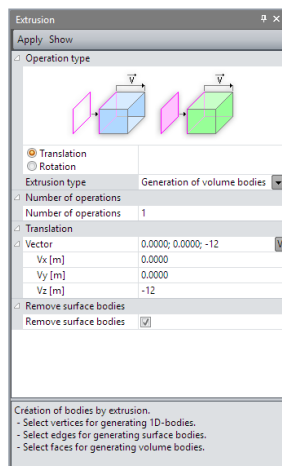 Extrusion
Apply Show
Operation type
V
V
Translation
Rotation
Extrusion type Generation of volume bodies
Number of operations
Number of operations 1
Translation
Vector 0.0000; 0.0000; -12
Vx [m] 0.0000
Vy [m] 0.0000
Vz [m] -12
Remove surface bodies
Remove surface bodies
Création of bodies by extrusion.
- Select vertices for generating 1D-bodies.
- Select edges for generating surface bodies.
- Select faces for generating volume bodies.